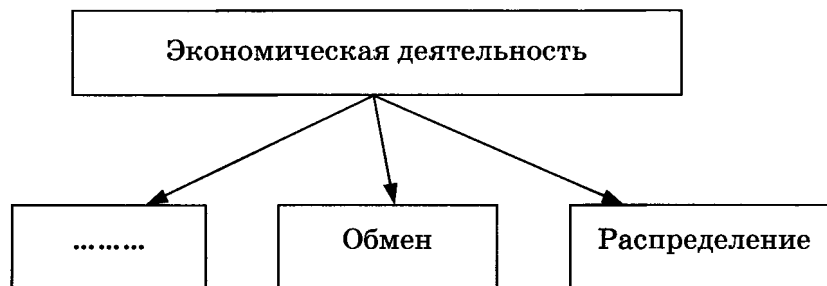 Экономическая деятельность
.........
Обмен
Распределение